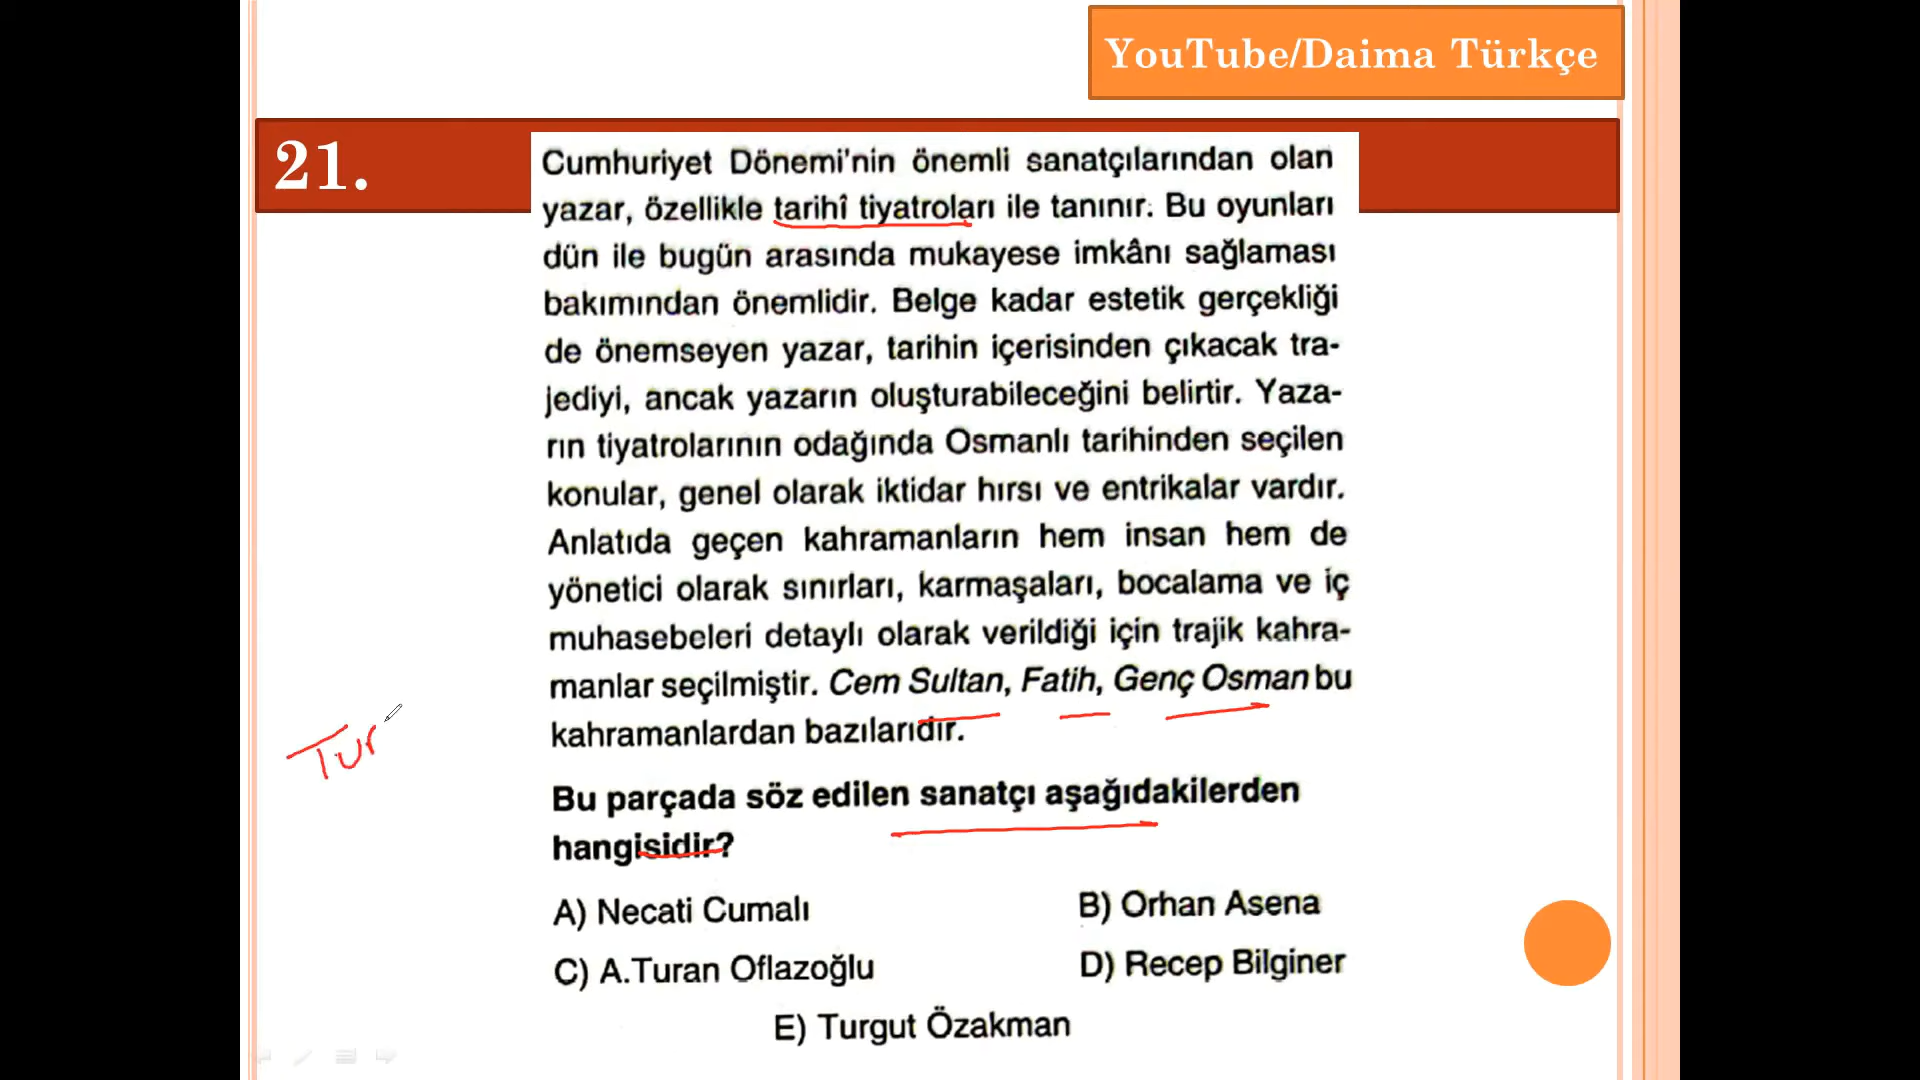 YouTube/Daima Türkçe
21.
Cumhuriyet Dönemi'nin önemli sanatçılarından olan
yazar, özellikle tarihî tiyatroları ile tanınır. Bu oyunları
dün ile bugün arasında mukayese imkânı sağlaması
bakımından önemlidir. Belge kadar estetik gerçekliği
de önemseyen yazar, tarihin içerisinden çıkacak tra-
jediyi, ancak yazarın oluşturabileceğini belirtir. Yaza-
rın tiyatrolarının odağında Osmanlı tarihinden seçilen
konular, genel olarak iktidar hırsı ve entrikalar vardır.
Anlatıda geçen kahramanların hem insan hem de
yönetici olarak sınırları, karmaşaları, bocalama ve iç
muhasebeleri detaylı olarak verildiği için trajik kahra-
manlar seçilmiştir. Cem Sultan, Fatih, Genç Osman bu
kahramanlardan bazılarıdır.
Tur
Bu parçada söz edilen sanatçı aşağıdakilerden
hangisidir?
A) Necati Cumalı
B) Orhan Asena
C) A.Turan Oflazoğlu
D) Recep Bilginer
E) Turgut Özakman